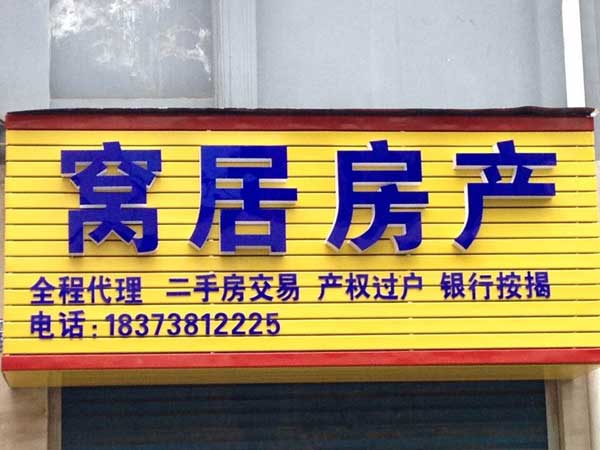 窝居房产
全程代理 二手房交易 产权过户 银行按揭
电话:18373812225